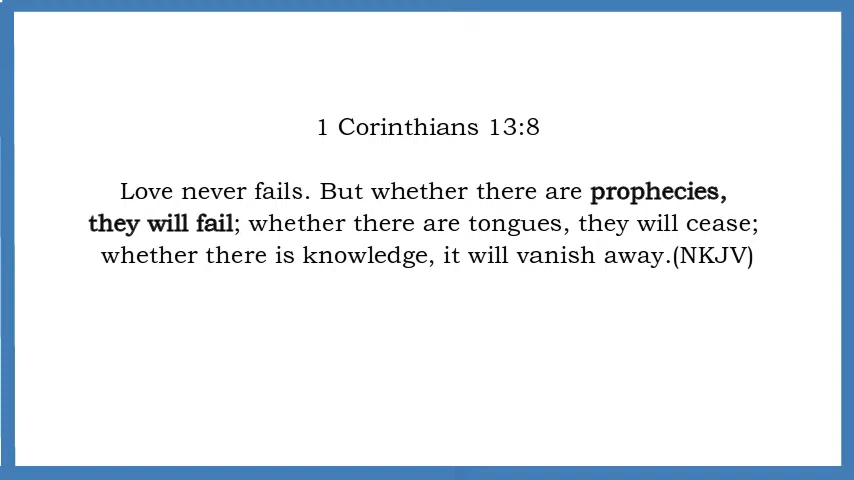 1 Corinthians 13:8
Love never fails. But whether there are prophecies,
they will fail; whether there are tongues, they will cease;
whether there is knowledge, it will vanish away.(NKJV)